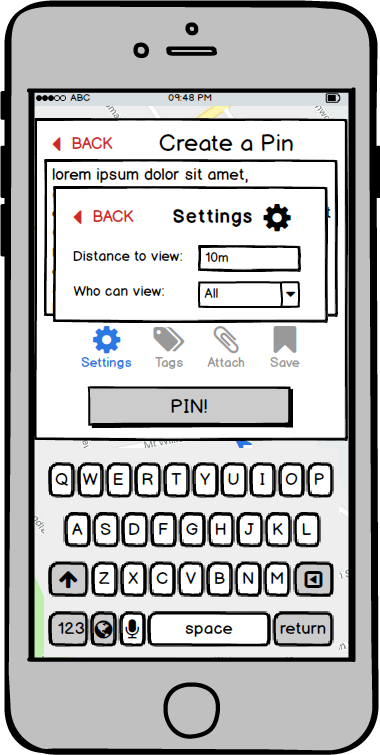 ABC 09:48 PM
BACK Create a Pin
lorem ipsum dolor sit amet,
BACK Settings
Distance to view: 10m
Who can view: All
Settings Tags Attach Save
PIN!
Q W E R T Y U I O P
A S D F G H J K L
Z X C V B N M
123 space return